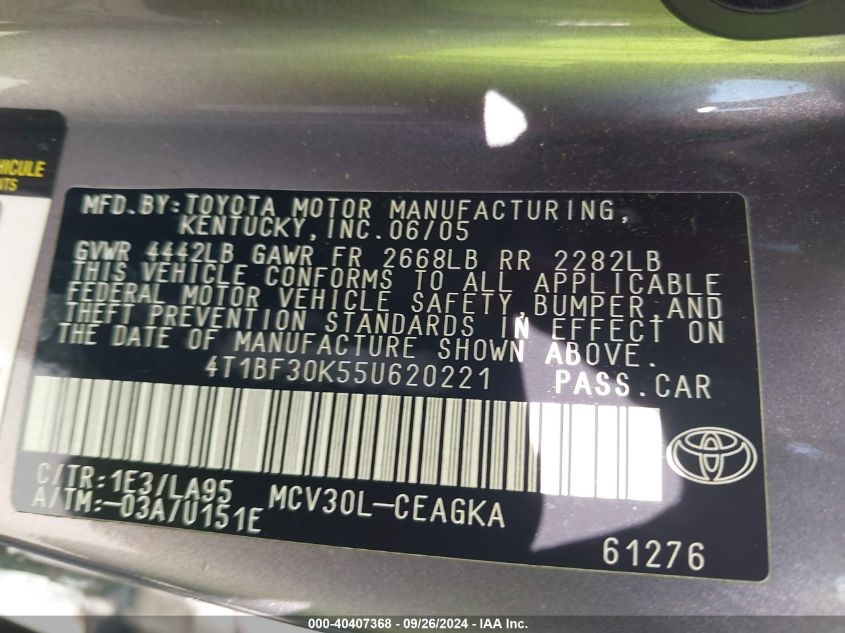 HICULE
ATS
MFD.BY:TOYOTA MOTOR MANUFACTURING,
KENTUCKY,INC.06/05
GVWR 4442LB GAWR FR 2668LB RR 2282LB
THIS VEHICLE CONFORMS TO ALL APPLICABLE
FEDERAL MOTOR VEHICLE SAFETY,BUMPER,AND
THEFT PREVENTION STANDARDS IN EFFECT ON
THE DATE OF MANUFACTURE SHOWN ABOVE.
4T1BF30K55U620221 PASS.CAR
C/TR:1E3/LA95 MCV30L-CEAGKA
A/TM:-03A/U151E
61276
000-40407368 - 09/26/2024 - IAA Inc.